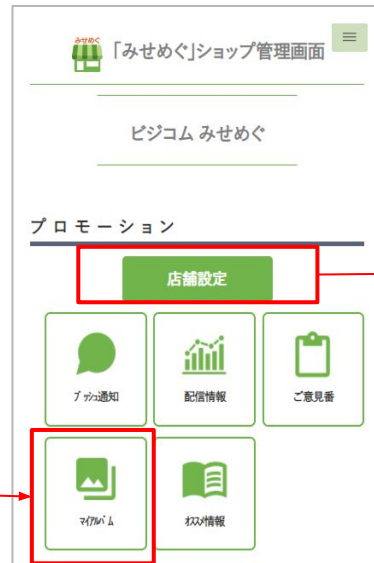 みせめぐ
「みせめぐ」ショップ管理画面
ビジコム みせめぐ
プロモーション
店舗設定
プッシュ通知
配信情報
ご意見番
マイアルバム
オススメ情報